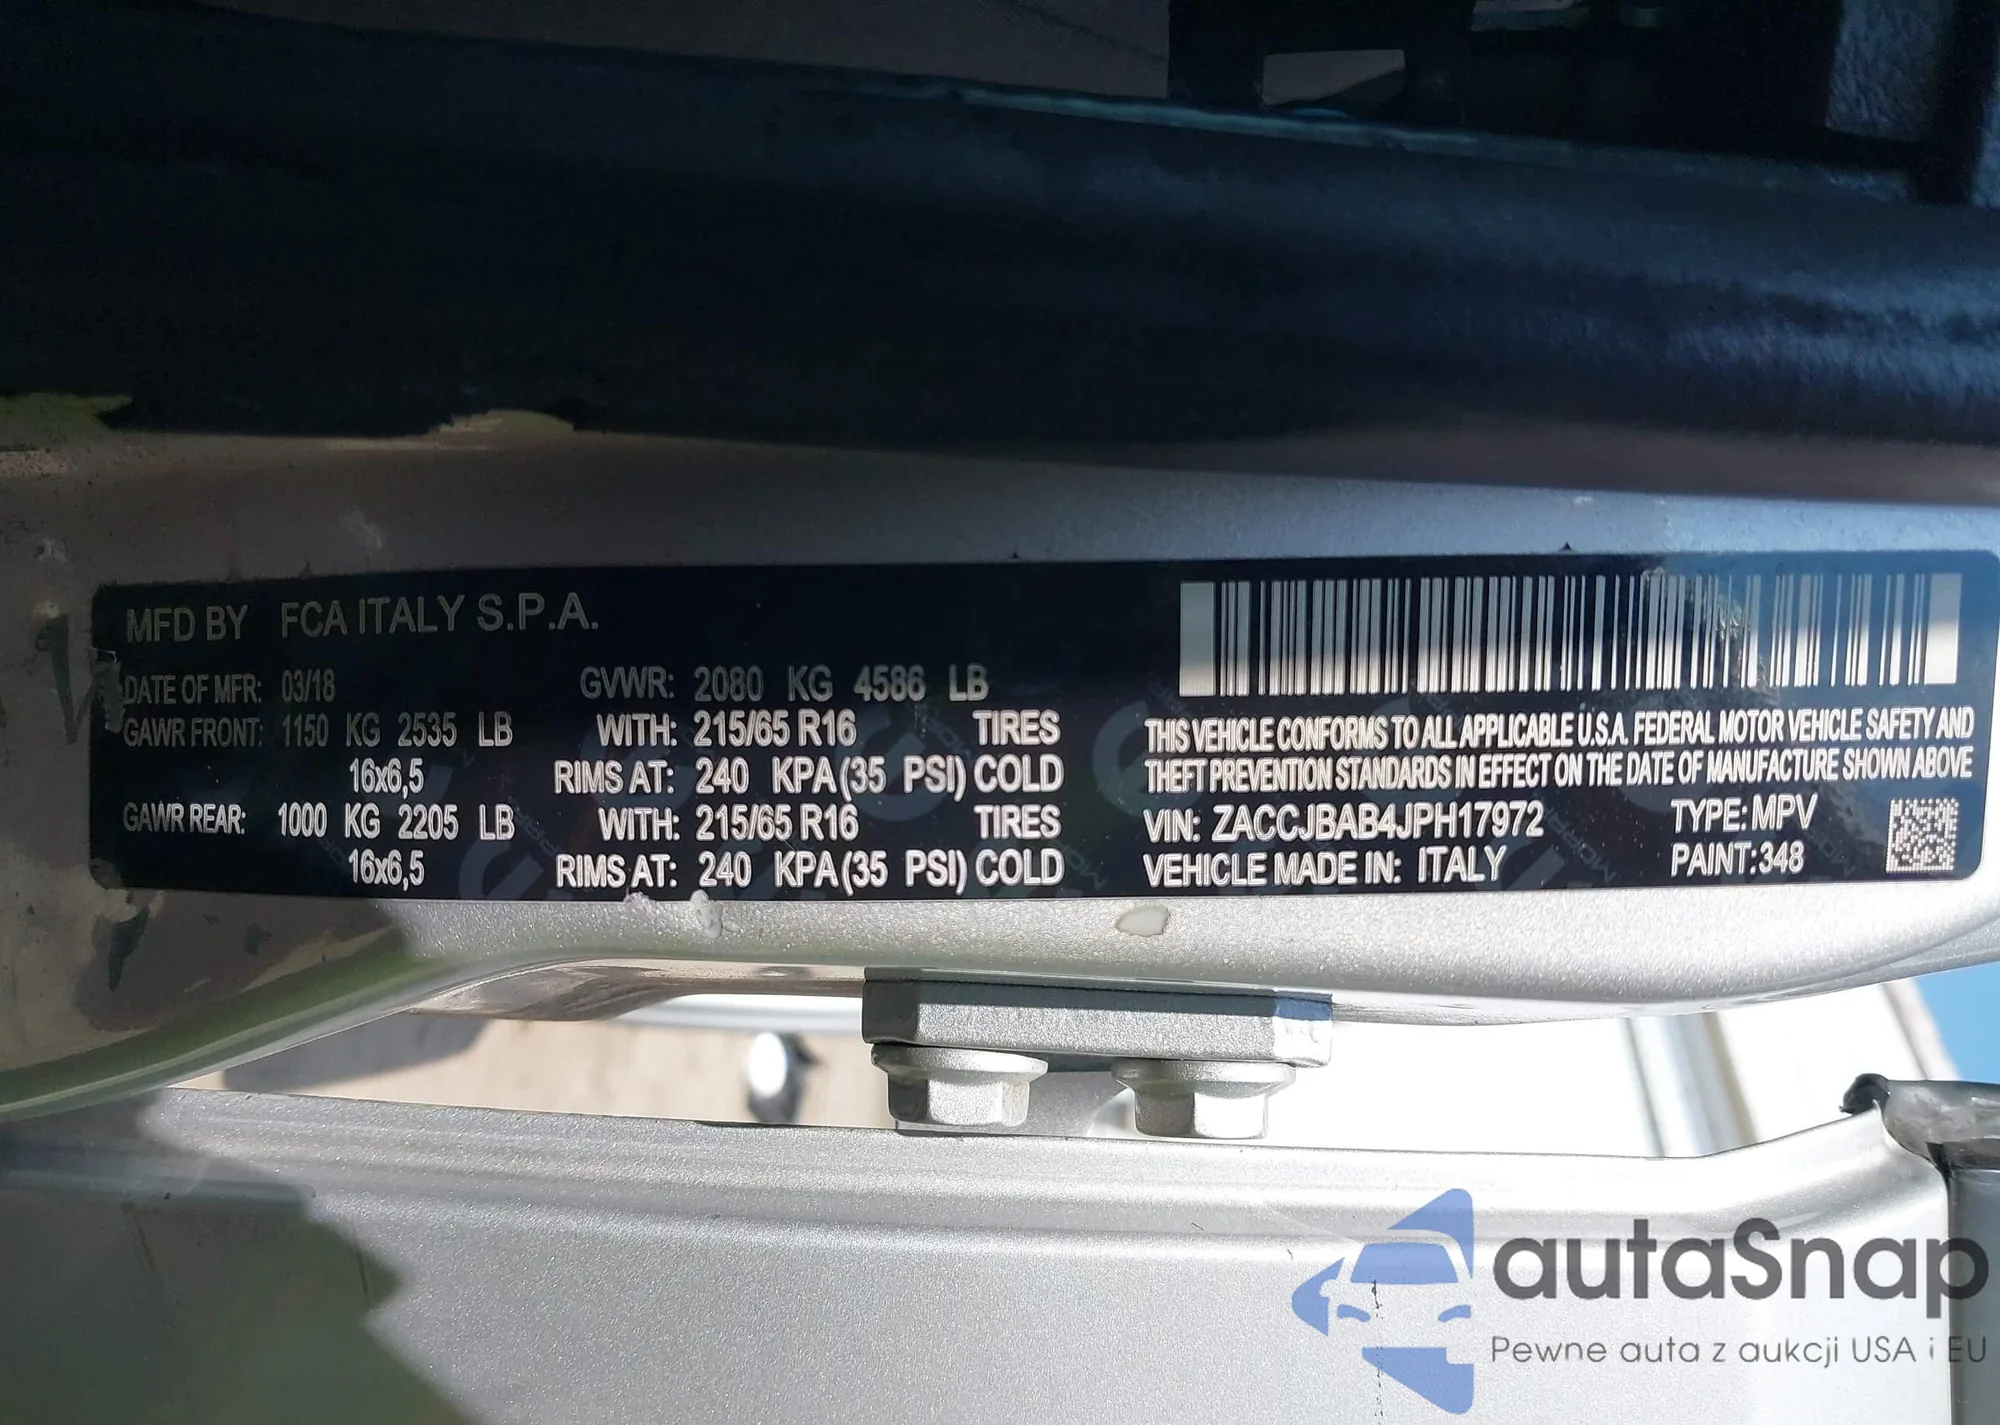 MFD BY FCA ITALY S.P.A.
DATE OF MFR: 03/18 GVWR: 2080 KG 4586 LB
GAWR FRONT: 1150 KG 2535 LB WITH: 215/65 R16 TIRES
16x6,5 RIMS AT: 240 KPA(35 PSI) COLD
GAWR REAR: 1000 KG 2205 LB WITH: 215/65 R16 TIRES
16x6,5 RIMS AT: 240 KPA(35 PSI) COLD
THIS VEHICLE CONFORMS TO ALL APPLICABLE U.S.A. FEDERAL MOTOR VEHICLE SAFETY AND
THEFT PREVENTION STANDARDS IN EFFECT ON THE DATE OF MANUFACTURE SHOWN ABOVE
VIN: ZACCJBAB4JPH17972 TYPE: MPV
VEHICLE MADE IN: ITALY PAINT: 348
autaSnap
Pewne auta z aukcji USA i EU